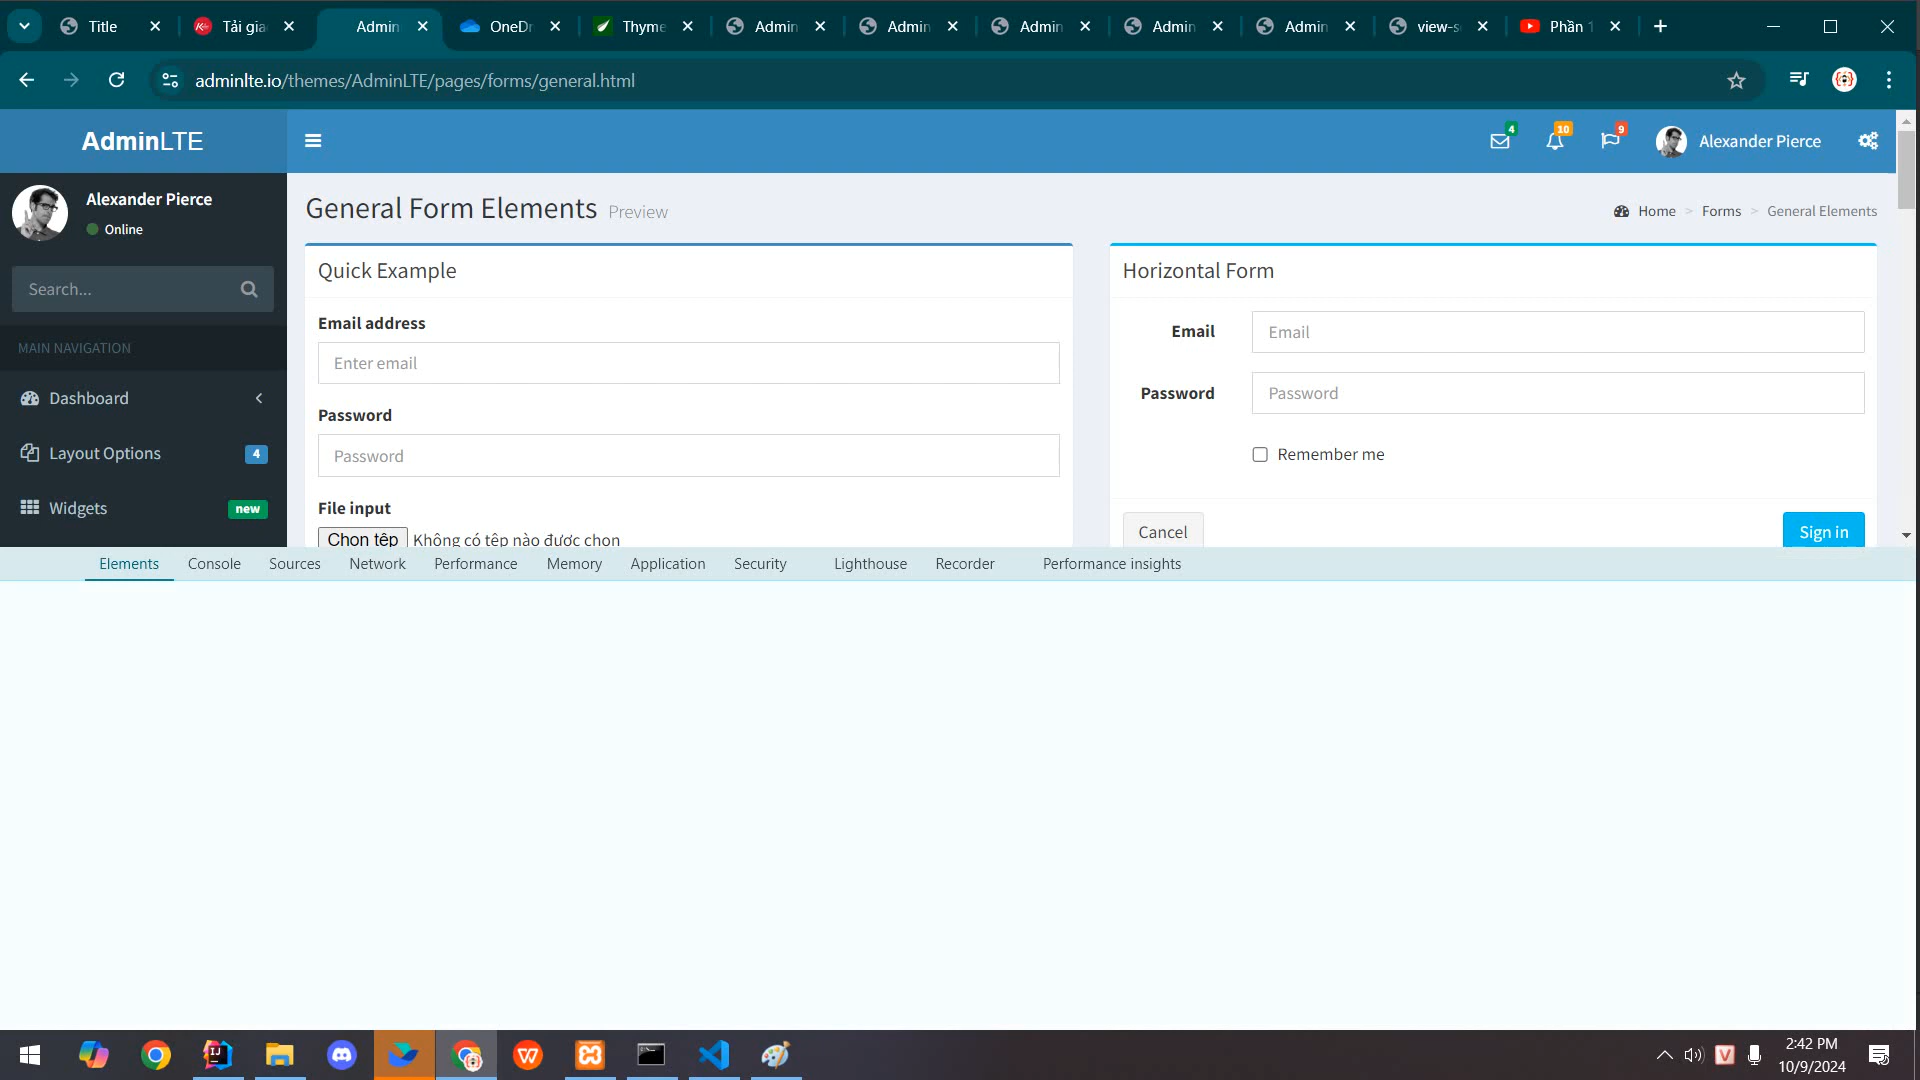 Title
Tải gia
Admin
OneDr
Thyme
Admin
Admin
Admin
Admin
Admin
view-s
Phần 1
adminlte.io/themes/AdminLTE/pages/forms/general.html
AdminLTE
4
10
9
Alexander Pierce
Alexander Pierce
Online
Search...
MAIN NAVIGATION
Dashboard
Layout Options
4
Widgets
new
General Form Elements Preview
Home > Forms > General Elements
Quick Example
Email address
Enter email
Password
Password
File input
Chọn tệp Không có tệp nào được chọn
Horizontal Form
Email
Email
Password
Password
Remember me
Cancel
Sign in
Elements
Console
Sources
Network
Performance
Memory
Application
Security
Lighthouse
Recorder
Performance insights
2:42 PM
10/9/2024